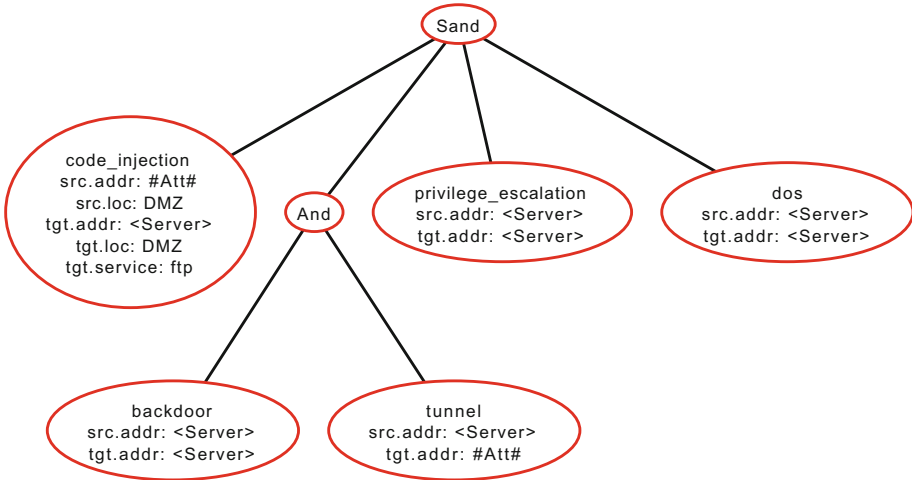 Sand
code_injection
src.addr: #Att#
src.loc: DMZ
tgt.addr: <Server>
tgt.loc: DMZ
tgt.service: ftp
And
privilege_escalation
src.addr: <Server>
tgt.addr: <Server>
dos
src.addr: <Server>
tgt.addr: <Server>
backdoor
src.addr: <Server>
tgt.addr: <Server>
tunnel
src.addr: <Server>
tgt.addr: #Att#